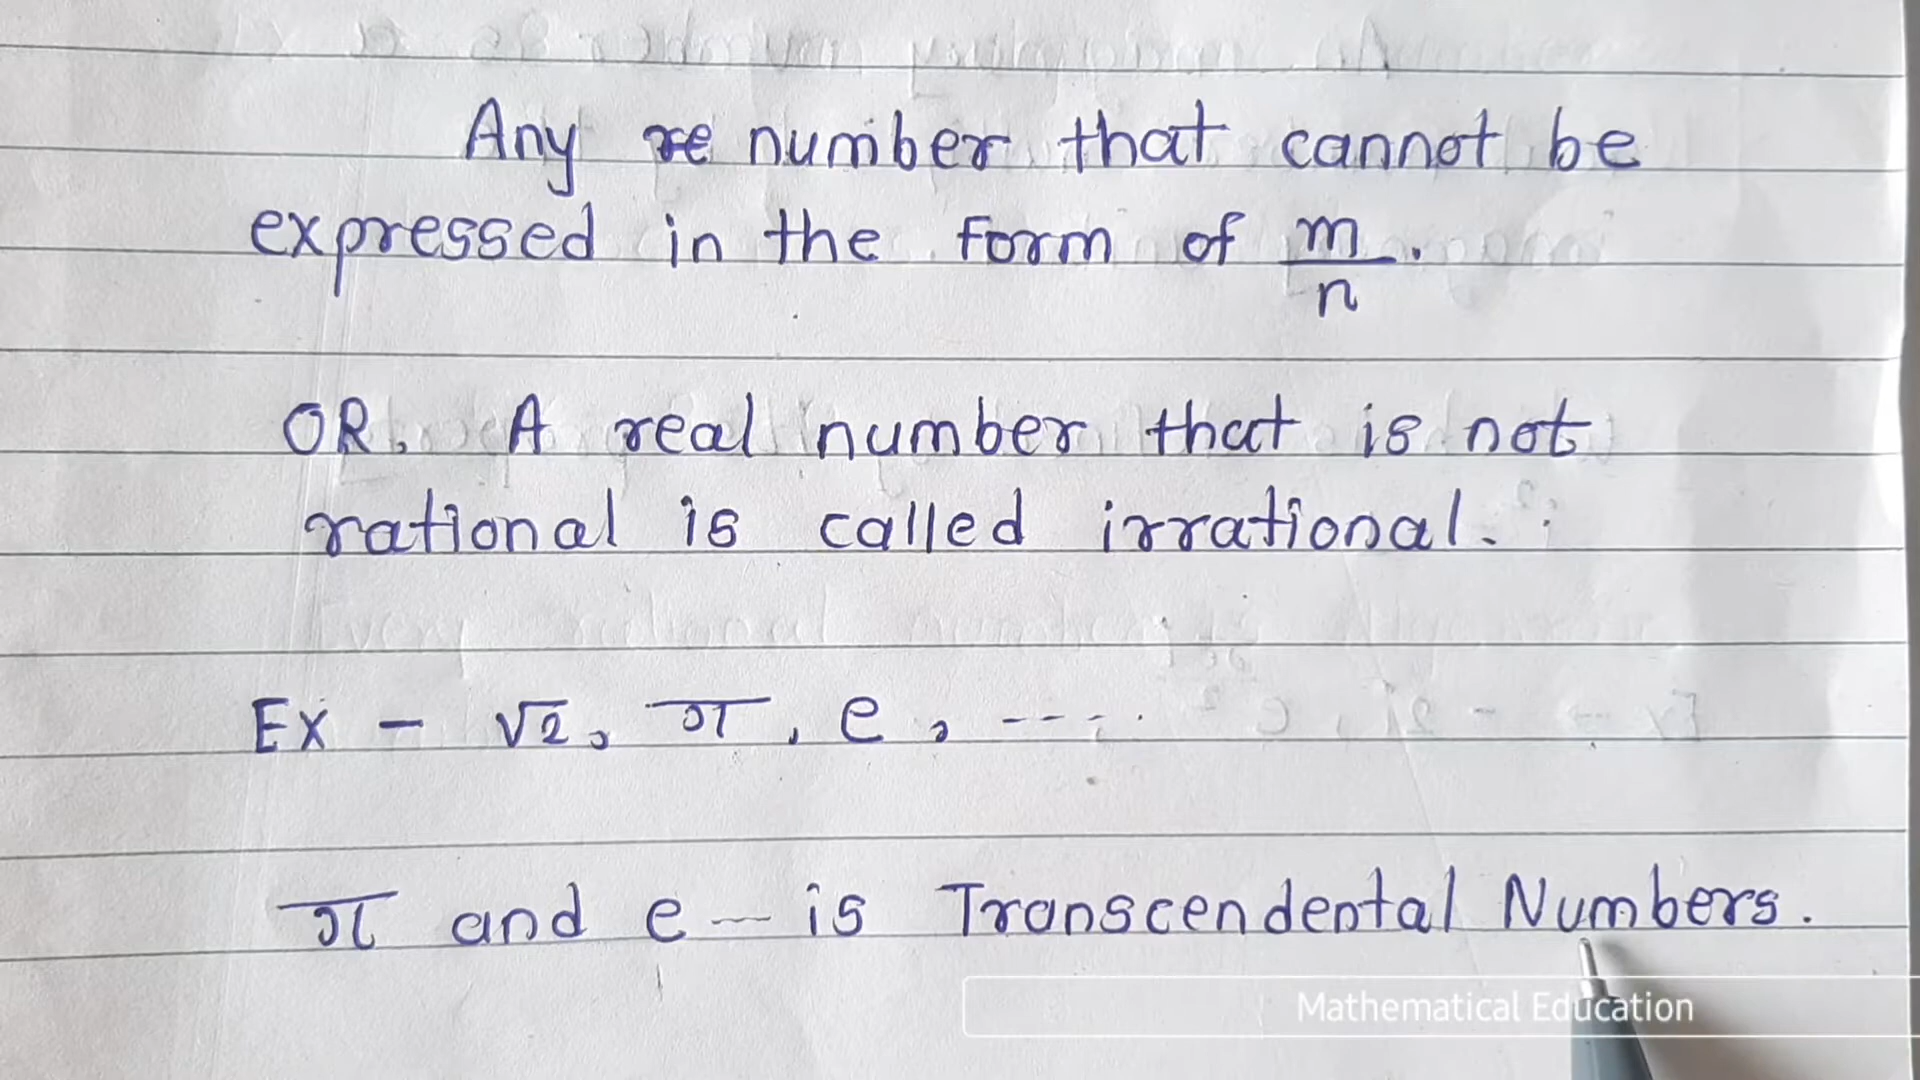 Any re number that cannot be
expressed in the form of m/n.
OR, A real number that is not
rational is called irrational.
Ex - √2, π, e, ----.
π and e - is Transcendental Numbers.
Mathematical Education